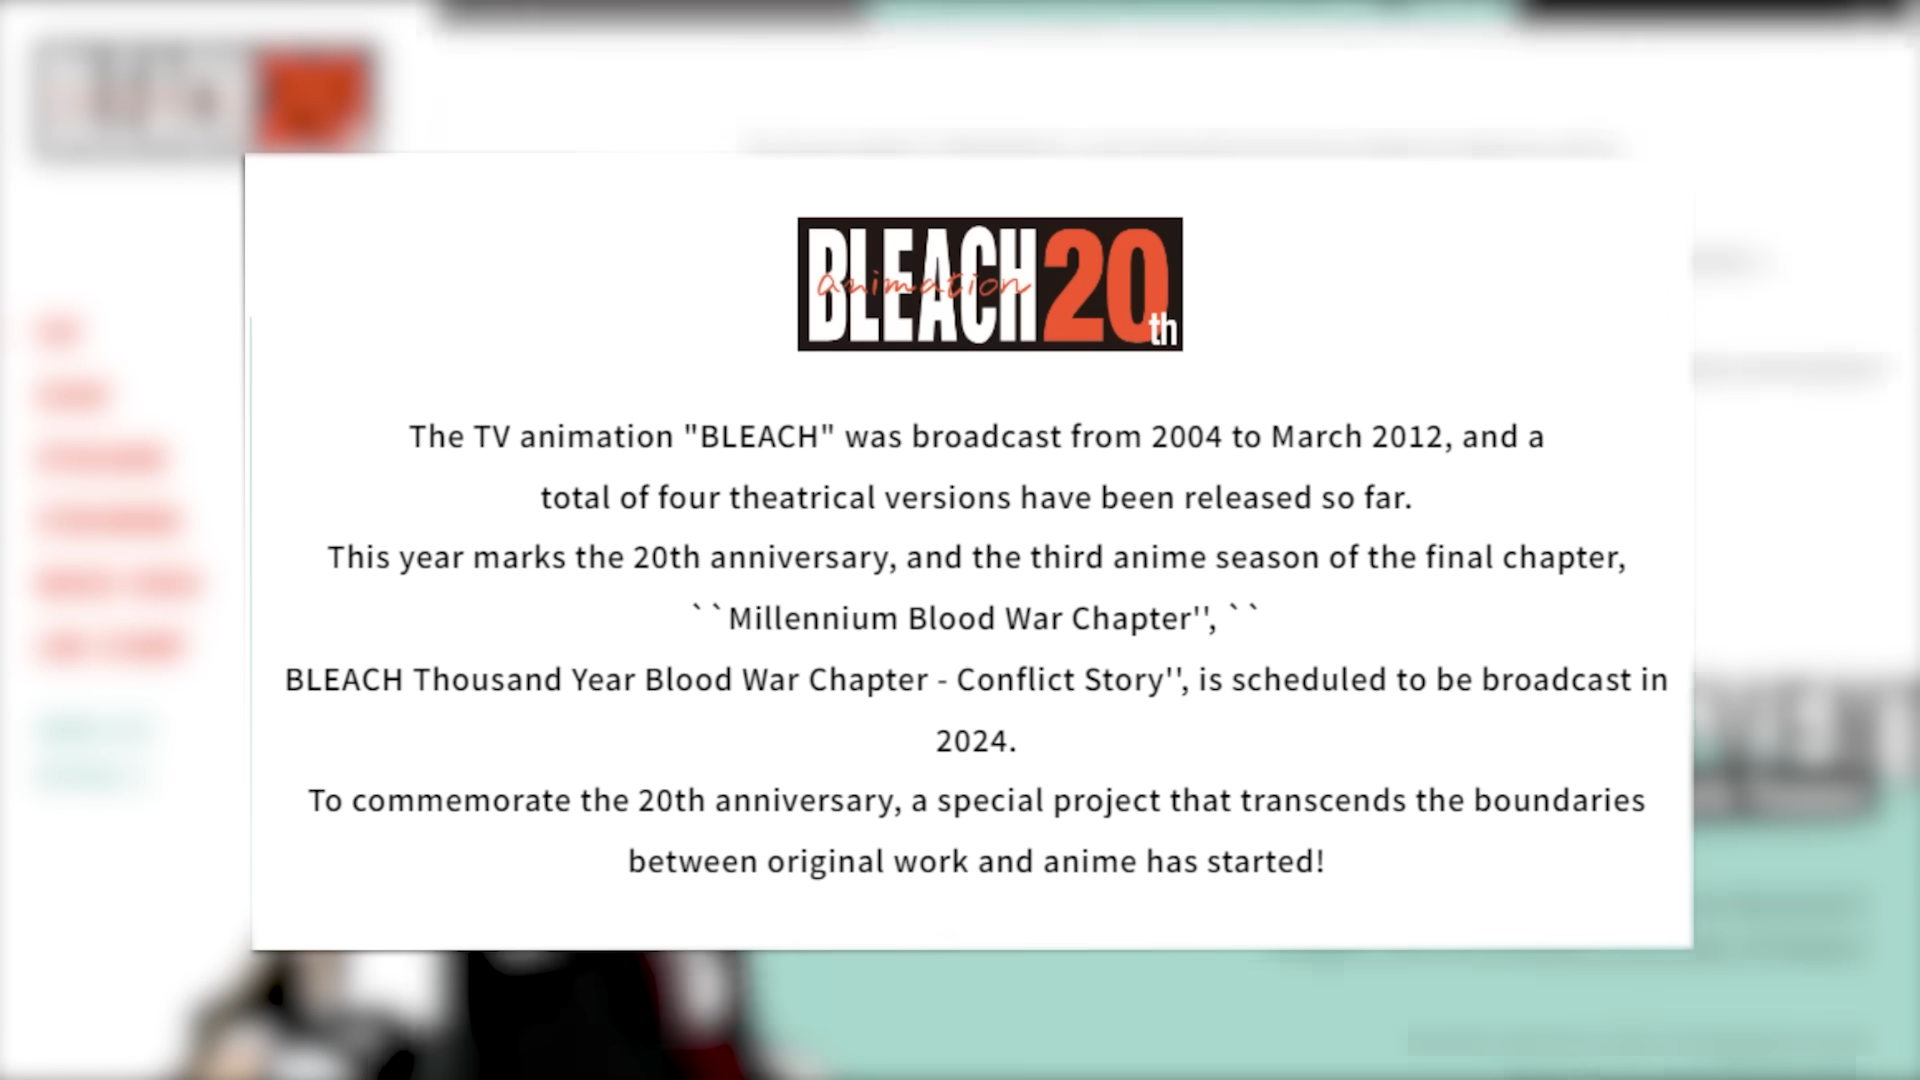 BLEACH 20th
animation
The TV animation "BLEACH" was broadcast from 2004 to March 2012, and a
total of four theatrical versions have been released so far.
This year marks the 20th anniversary, and the third anime season of the final chapter,
``Millennium Blood War Chapter'', ``
BLEACH Thousand Year Blood War Chapter - Conflict Story'', is scheduled to be broadcast in
2024.
To commemorate the 20th anniversary, a special project that transcends the boundaries
between original work and anime has started!